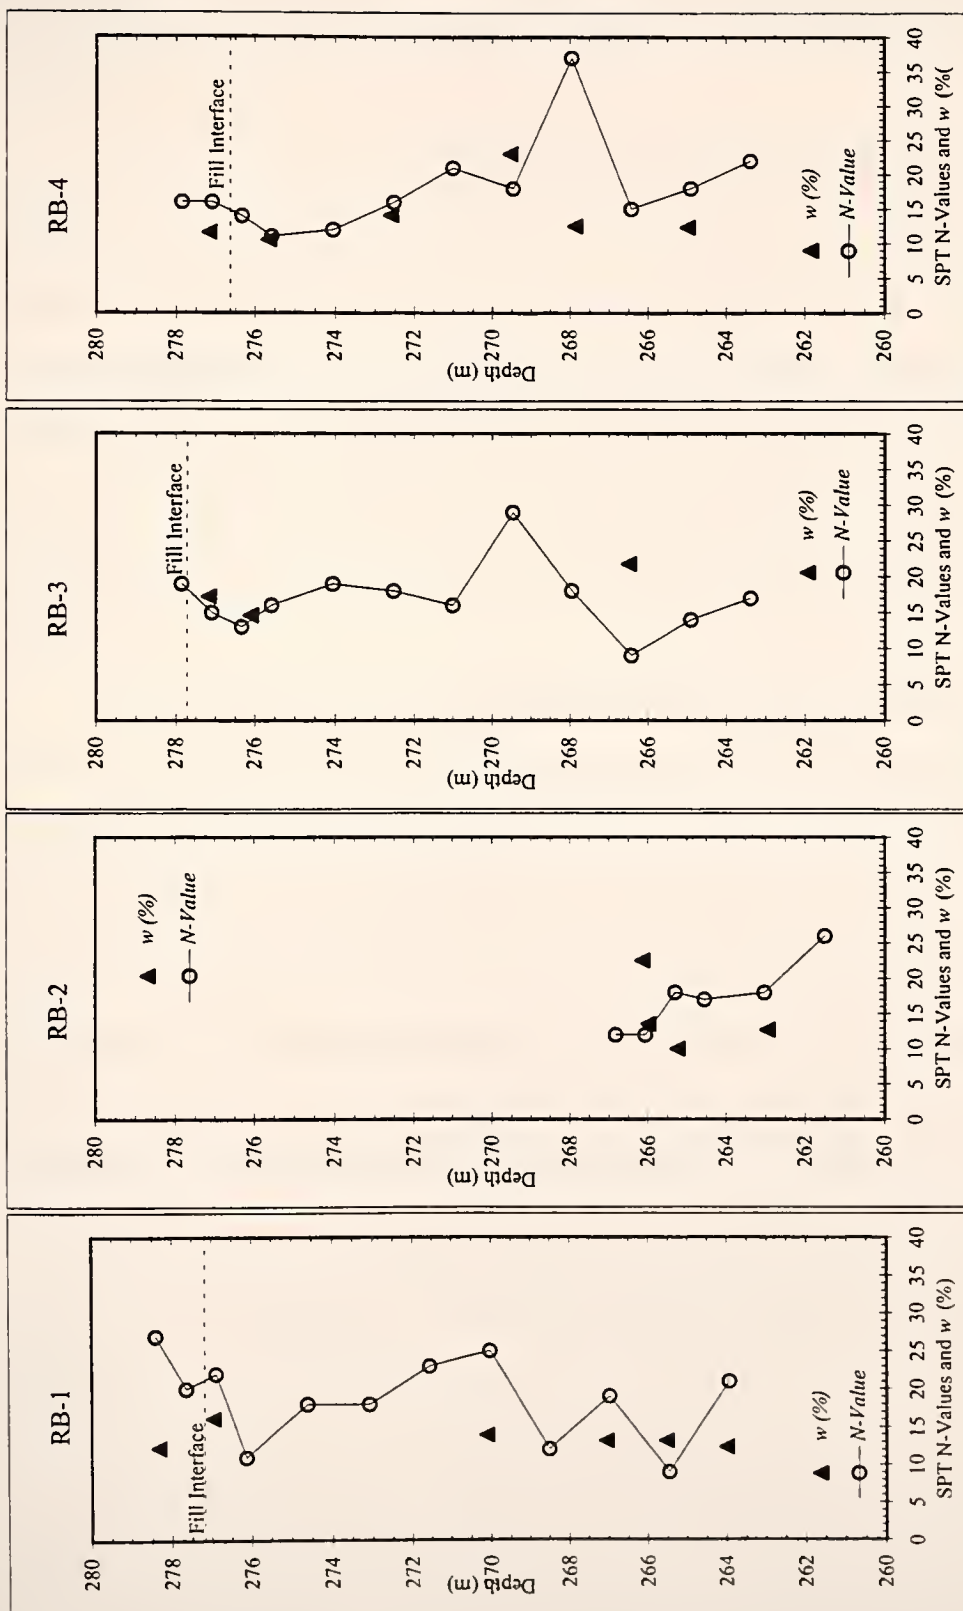 RB-1
280
278
276
274
272
270
268
266
264
262
260
Depth (m)
Fill Interface
w (%)
N-Value
0 5 10 15 20 25 30 35 40
SPT N-Values and w (%)
RB-2
280
278
276
274
272
270
268
266
264
262
260
Depth (m)
w (%)
N-Value
0 5 10 15 20 25 30 35 40
SPT N-Values and w (%)
RB-3
280
278
276
274
272
270
268
266
264
262
260
Depth (m)
Fill Interface
w (%)
N-Value
0 5 10 15 20 25 30 35 40
SPT N-Values and w (%)
RB-4
280
278
276
274
272
270
268
266
264
262
260
Depth (m)
Fill Interface
w (%)
N-Value
0 5 10 15 20 25 30 35 40
SPT N-Values and w (%(